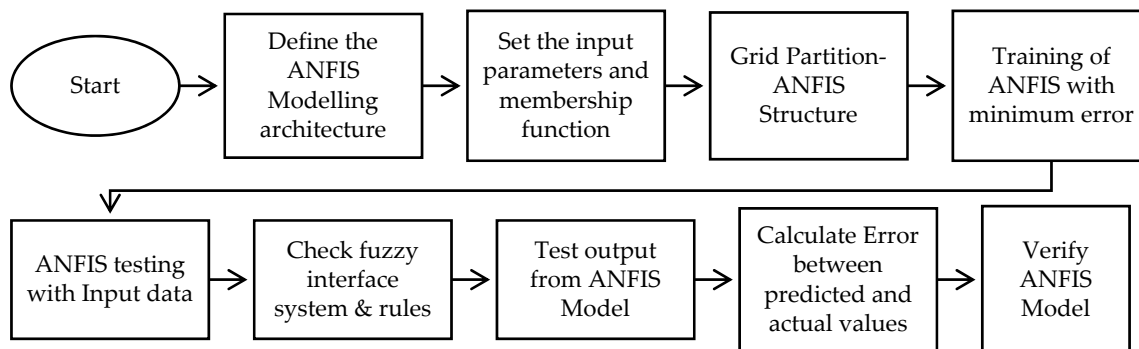 Start
Define the
ANFIS
Modelling
architecture
Set the input
parameters and
membership
function
Grid Partition-
ANFIS
Structure
Training of
ANFIS with
minimum error
ANFIS testing
with Input data
Check fuzzy
interface
system & rules
Test output
from ANFIS
Model
Calculate Error
between
predicted and
actual values
Verify
ANFIS
Model